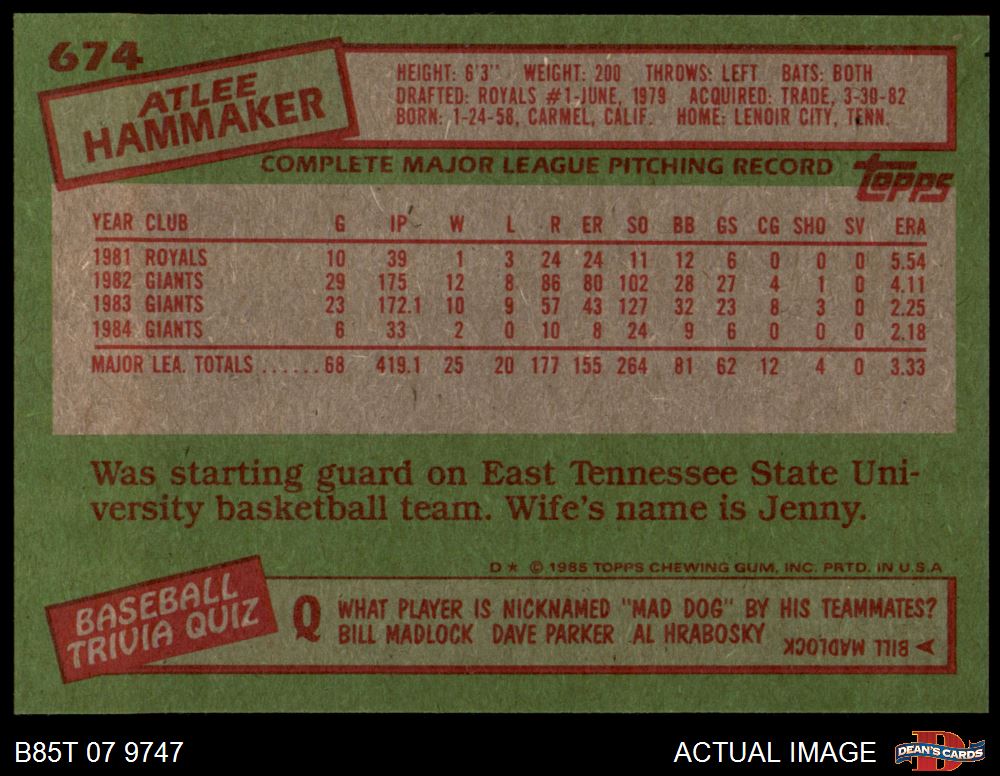 674
ATLEE
HAMMAKER
HEIGHT: 6'3" WEIGHT: 200 THROWS: LEFT BATS: BOTH
DRAFTED: ROYALS #1-JUNE, 1979 ACQUIRED: TRADE, 3-30-82
BORN: 1-24-58, CARMEL, CALIF. HOME: LENOIR CITY, TENN.
COMPLETE MAJOR LEAGUE PITCHING RECORD
topps
YEAR CLUB G IP W L R ER SO BB GS CG SHO SV ERA
1981 ROYALS 10 39 1 3 24 24 11 12 6 0 0 0 5.54
1982 GIANTS 29 175 12 8 86 80 102 28 27 4 1 0 4.11
1983 GIANTS 23 172.1 10 9 57 43 127 32 23 8 3 0 2.25
1984 GIANTS 6 33 2 0 10 8 24 9 6 0 0 0 2.18
MAJOR LEA. TOTALS ......68 419.1 25 20 177 155 264 81 62 12 4 0 3.33
Was starting guard on East Tennessee State Uni-
versity basketball team. Wife's name is Jenny.
D* © 1985 TOPPS CHEWING GUM, INC. PRTD. IN U.S.A
BASEBALL
TRIVIA QUIZ
Q WHAT PLAYER IS NICKNAMED "MAD DOG" BY HIS TEAMMATES?
BILL MADLOCK DAVE PARKER AL HRABOSKY
BILL MADLOCK
B85T 07 9747
ACTUAL IMAGE
D
DEAN'S CARDS